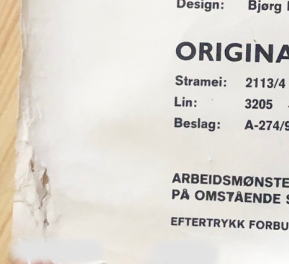 Design: Bjørg
ORIGINA
Stramei: 2113/4
Lin: 3205
Beslag: A-274/9
ARBEIDSMØNSTE
PÅ OMSTÅENDE S
EFTERTRYKK FORBU